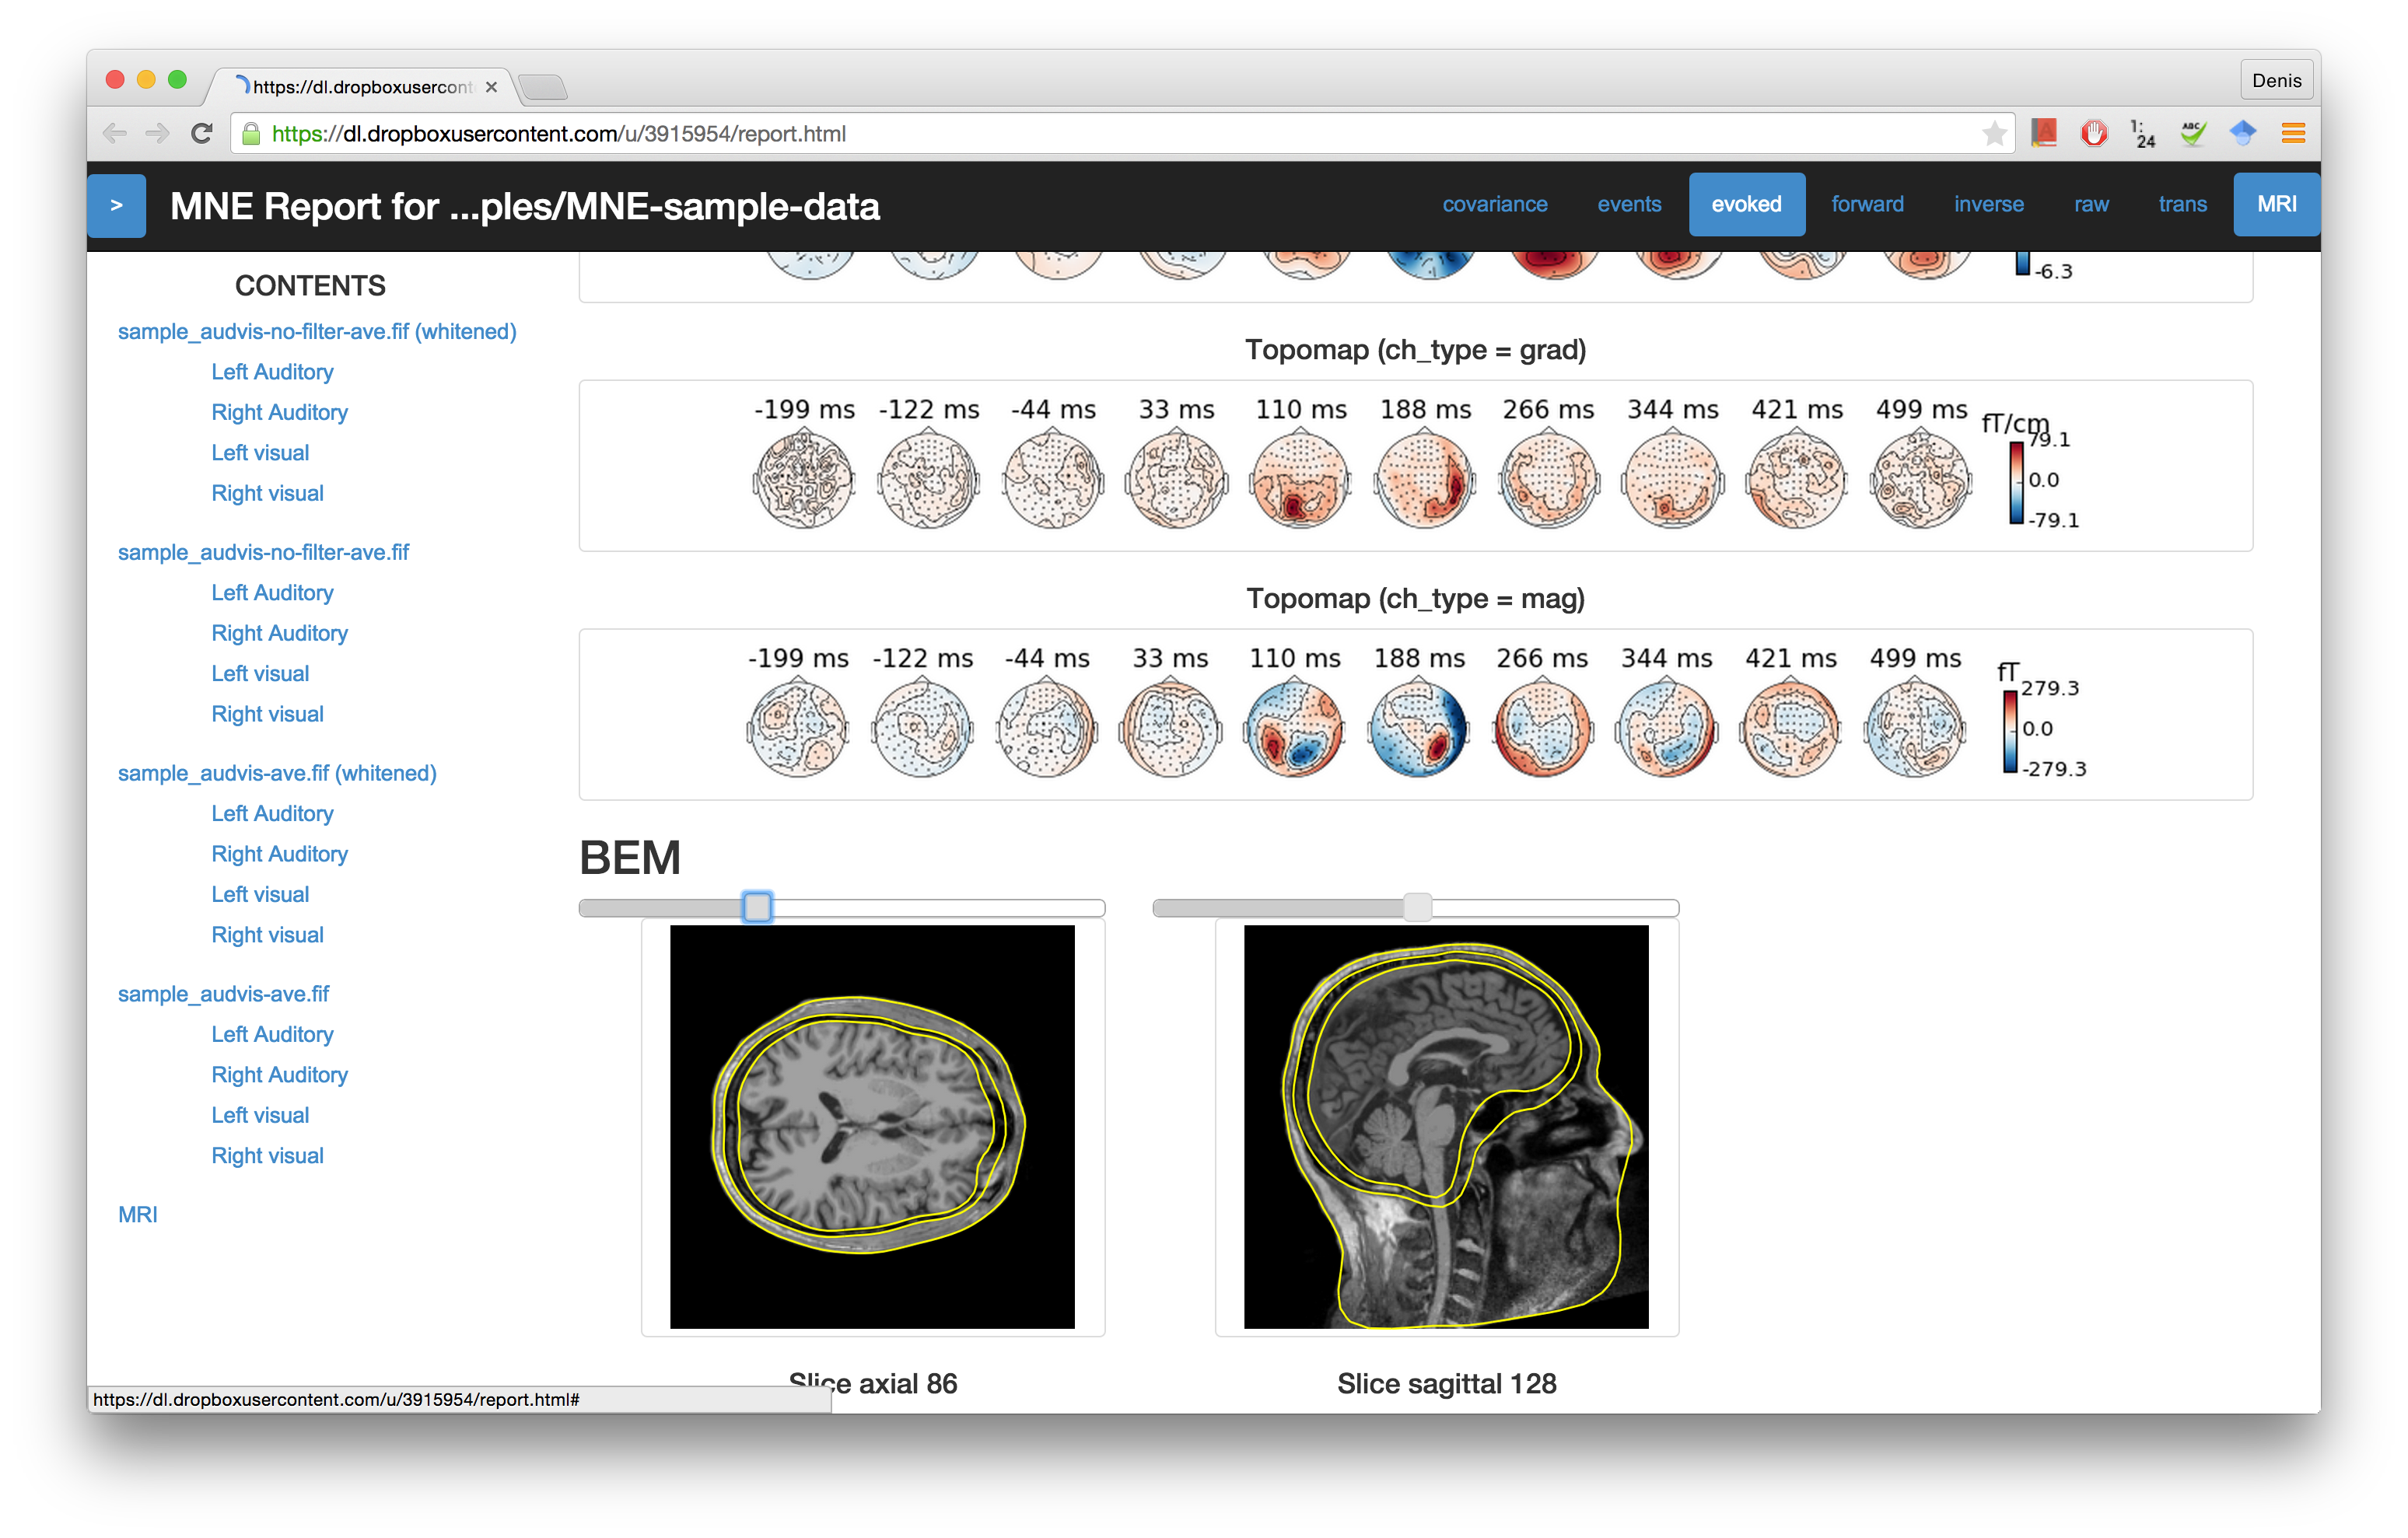 https://dl.dropboxusercont
Denis
https://dl.dropboxusercontent.com/u/3915954/report.html
1:
24
ABC
A
>
MNE Report for ...ples/MNE-sample-data
covariance events evoked forward inverse raw trans MRI
CONTENTS
sample_audvis-no-filter-ave.fif (whitened)
Left Auditory
Right Auditory
Left visual
Right visual
sample_audvis-no-filter-ave.fif
Left Auditory
Right Auditory
Left visual
Right visual
sample_audvis-ave.fif (whitened)
Left Auditory
Right Auditory
Left visual
Right visual
sample_audvis-ave.fif
Left Auditory
Right Auditory
Left visual
Right visual
MRI
-6.3
Topomap (ch_type = grad)
-199 ms -122 ms -44 ms 33 ms 110 ms 188 ms 266 ms 344 ms 421 ms 499 ms
fT/cm
79.1
0.0
-79.1
Topomap (ch_type = mag)
-199 ms -122 ms -44 ms 33 ms 110 ms 188 ms 266 ms 344 ms 421 ms 499 ms
fT
279.3
0.0
-279.3
BEM
Slice axial 86
Slice sagittal 128
https://dl.dropboxusercontent.com/u/3915954/report.html#